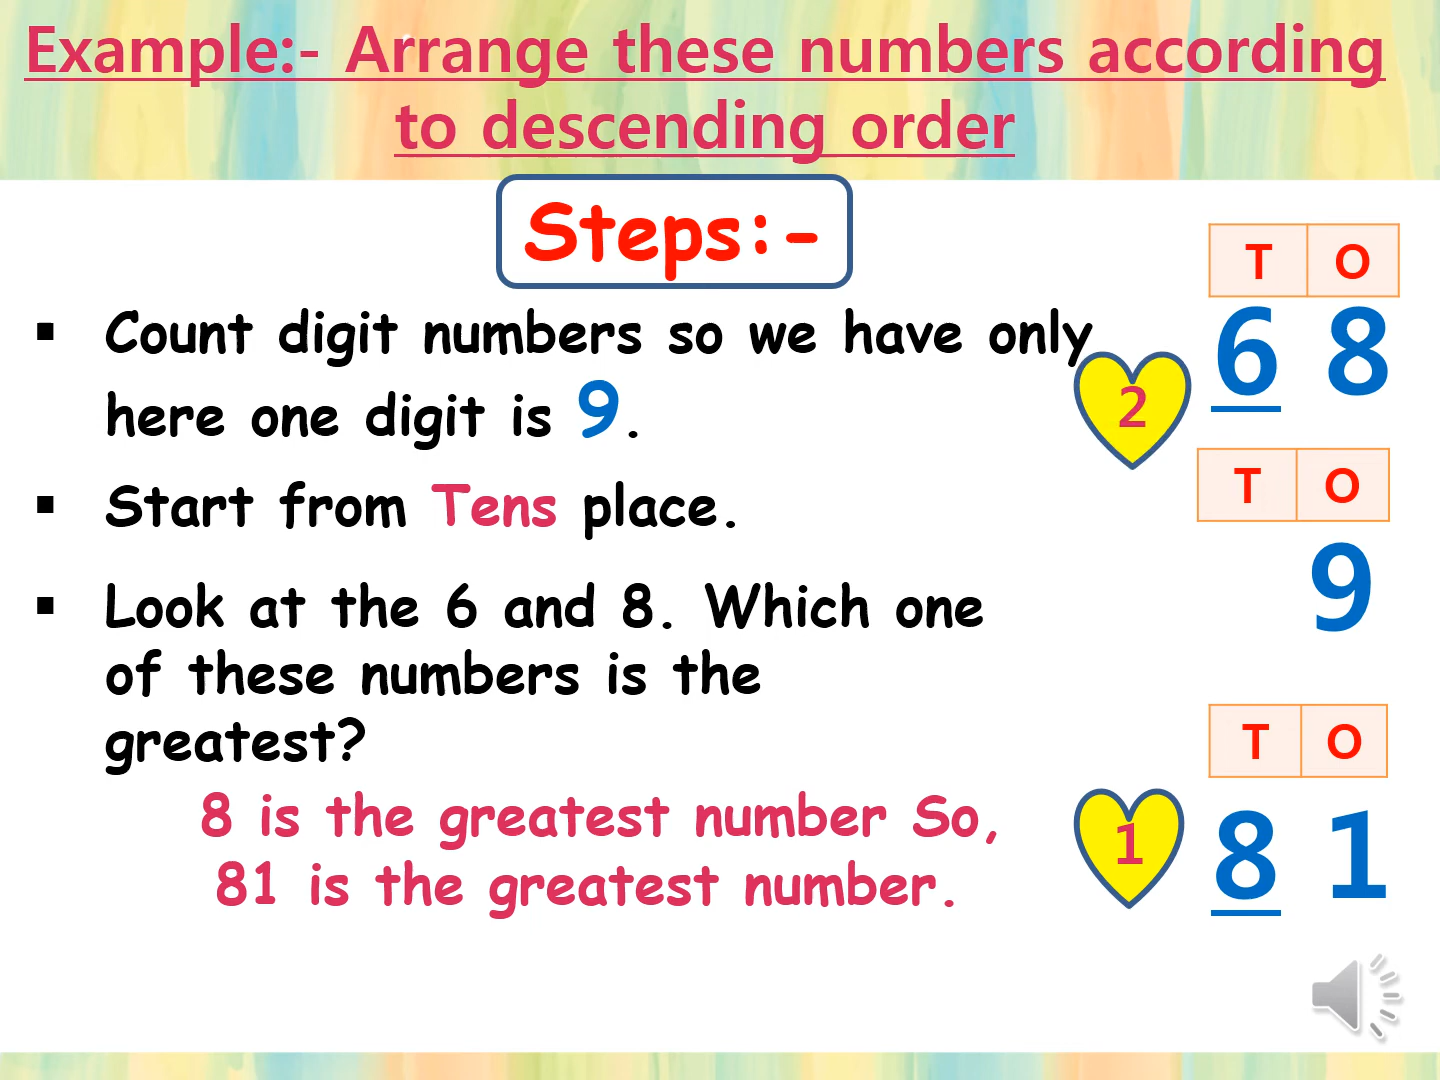 Example:- Arrange these numbers according
to descending order
Steps:-
▪ Count digit numbers so we have only
here one digit is 9.
▪ Start from Tens place.
▪ Look at the 6 and 8. Which one
of these numbers is the
greatest?
8 is the greatest number So,
81 is the greatest number.
T O
6 8
2
T O
9
T O
8 1
1